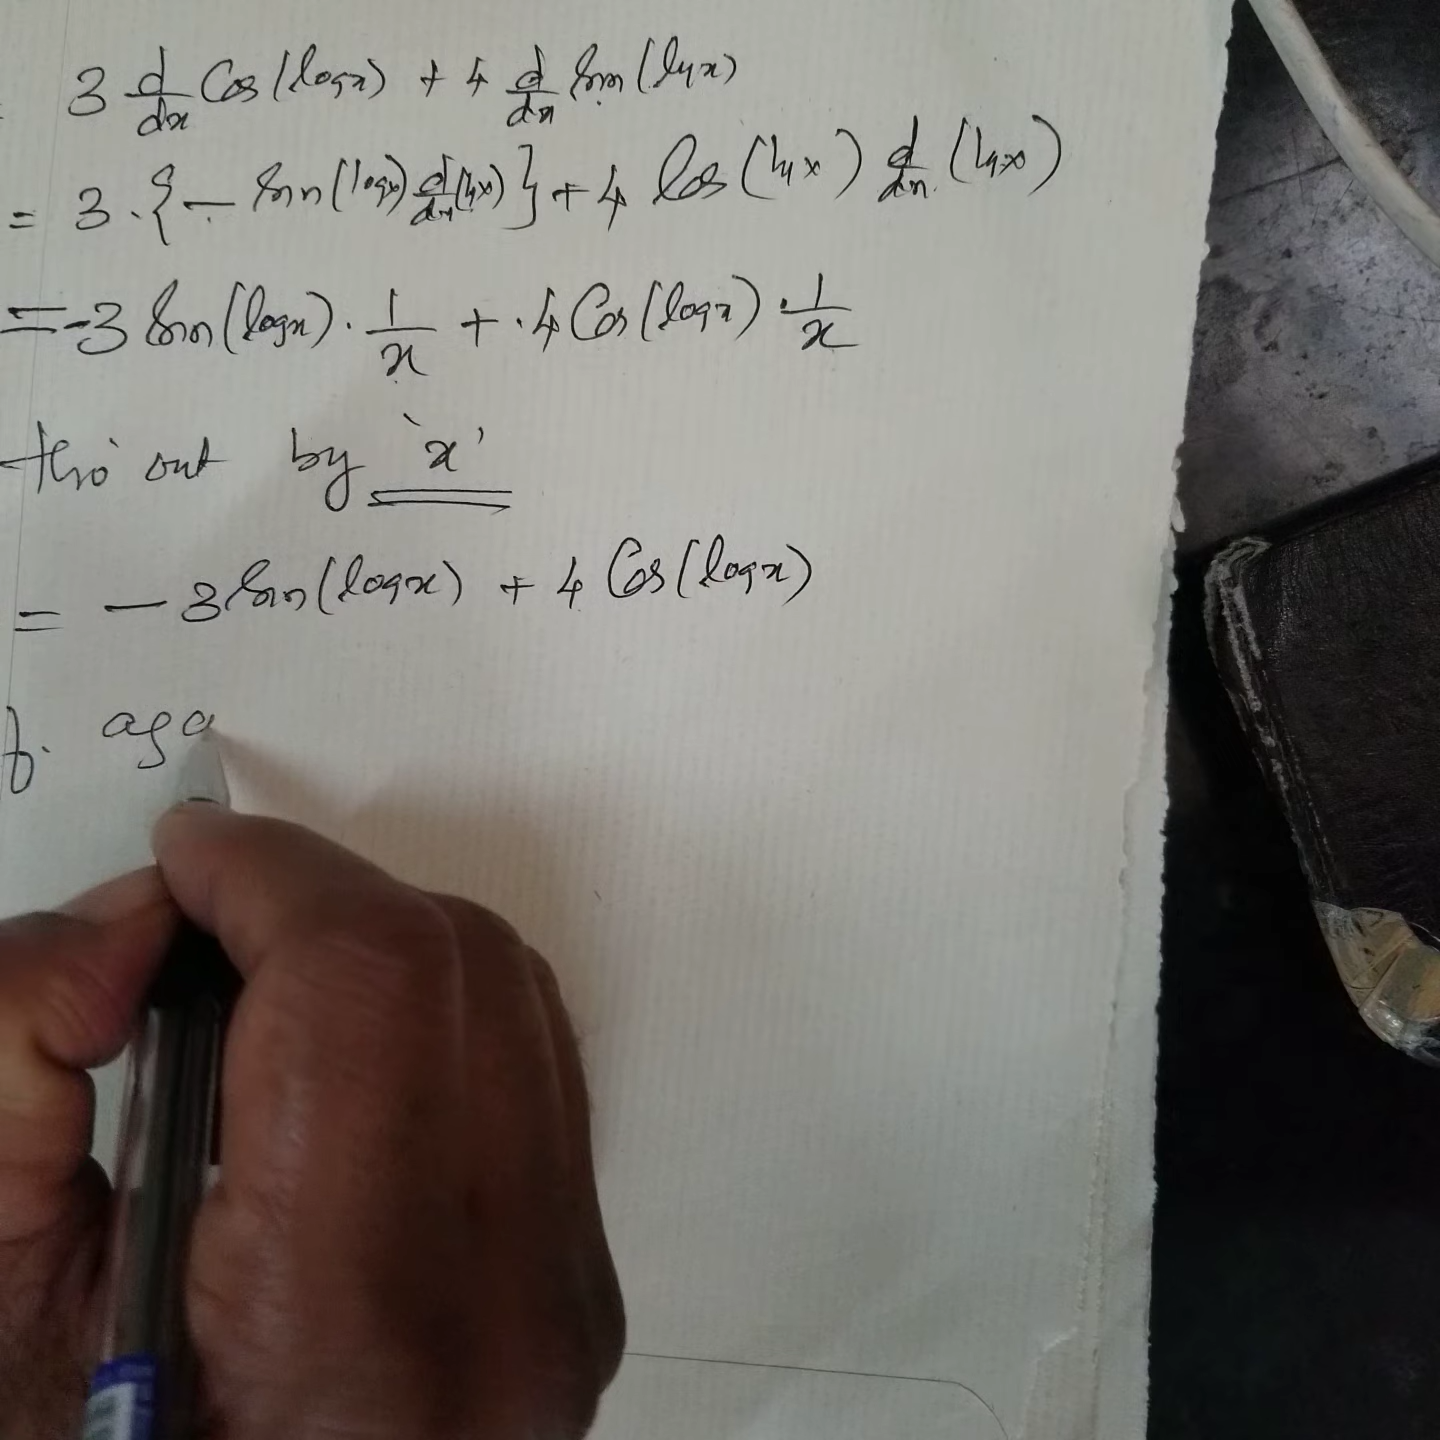 3 d/dx Cos(logx) + 4 d/dx Sin(logx)
= 3.{- Sin(logx) d/dx(logx)} + 4 Cos(logx) d/dx (logx)
= -3 Sin(logx) . 1/x + .4 Cos(logx) . 1/x
thro' out by 'x'
= - 3 Sin(logx) + 4 Cos(logx)
f. aga